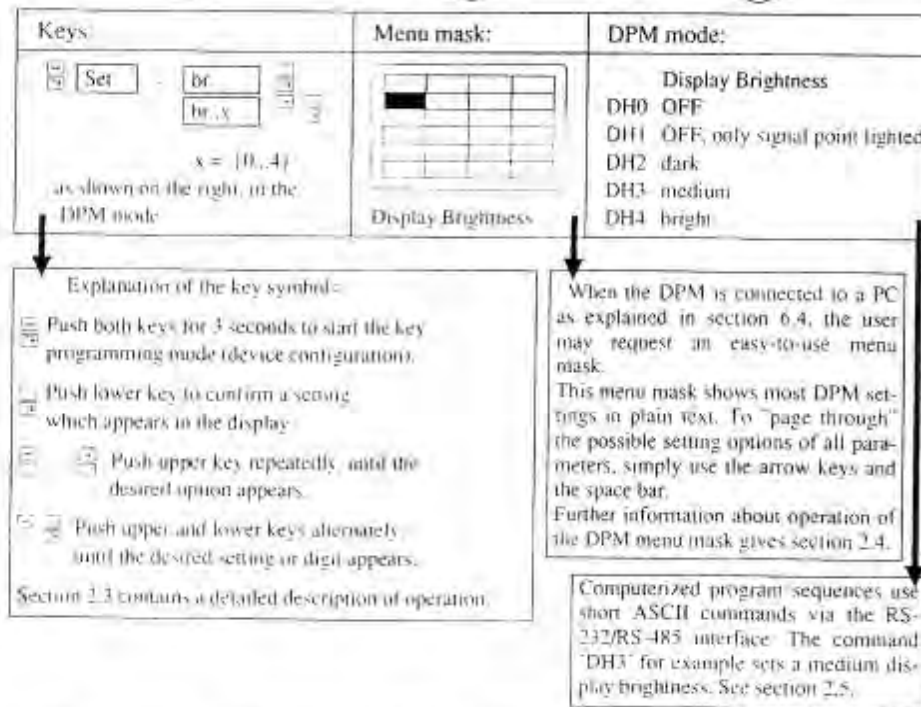 Keys:
Set
br...
br..x
x = {0...4}
as shown on the right, in the
DPM mode
Menu mask:
Display Brightness
DPM mode:
Display Brightness
DH0 OFF
DH1 OFF, only signal point lighted
DH2 dark
DH3 medium
DH4 bright
Explanation of the key symbols
Push both keys for 3 seconds to start the key
programming mode (device configuration).
Push lower key to confirm a setting
which appears in the display
Push upper key repeatedly, until the
desired option appears.
Push upper and lower keys alternately
until the desired setting or digit appears.
Section 2.3 contains a detailed description of operation.
When the DPM is connected to a PC
as explained in section 6.4, the user
may request an easy-to-use menu
mask.
This menu mask shows most DPM set-
tings in plain text. To "page through"
the possible setting options of all para-
meters, simply use the arrow keys and
the space bar.
Further information about operation of
the DPM menu mask gives section 2.4.
Computerized program sequences use
short ASCII commands via the RS-
232/RS-485 interface. The command
"DH3" for example sets a medium dis-
play brightness. See section 2.5.